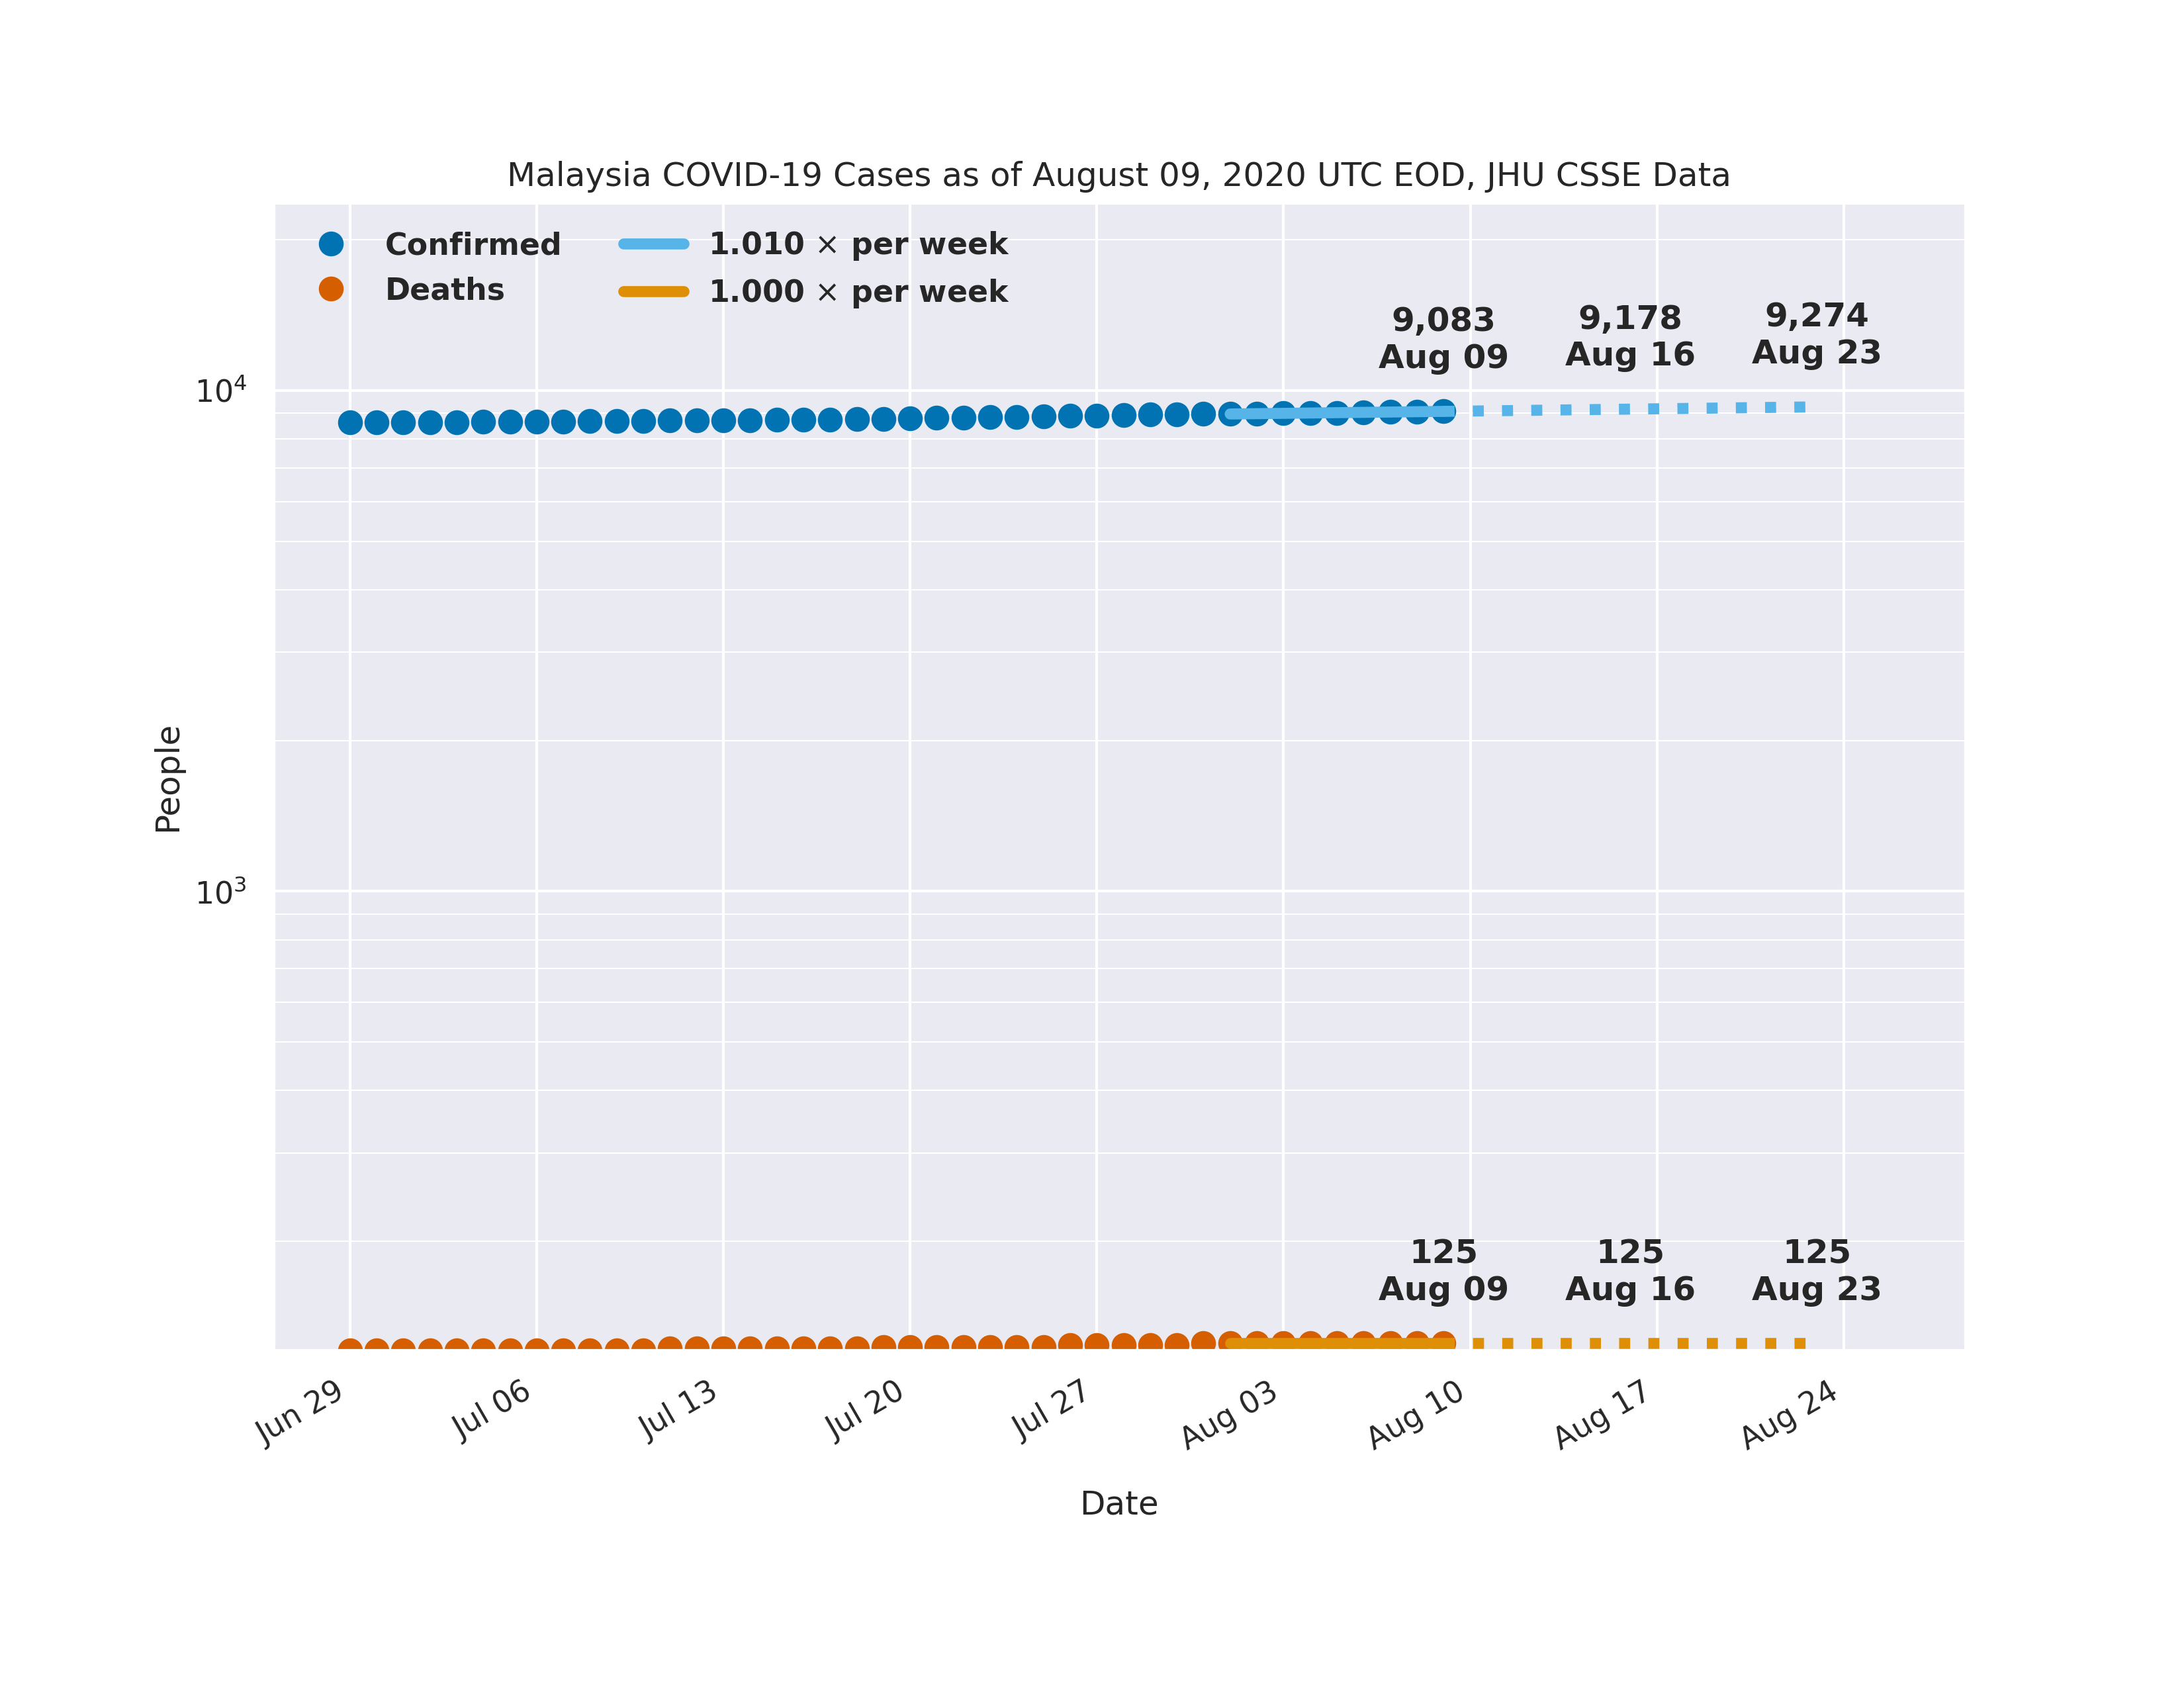 Malaysia COVID-19 Cases as of August 09, 2020 UTC EOD, JHU CSSE Data
Confirmed
Deaths
1.010 × per week
1.000 × per week
9,083
Aug 09
9,178
Aug 16
9,274
Aug 23
10⁴
People
10³
125
Aug 09
125
Aug 16
125
Aug 23
Jun 29
Jul 06
Jul 13
Jul 20
Jul 27
Aug 03
Aug 10
Aug 17
Aug 24
Date